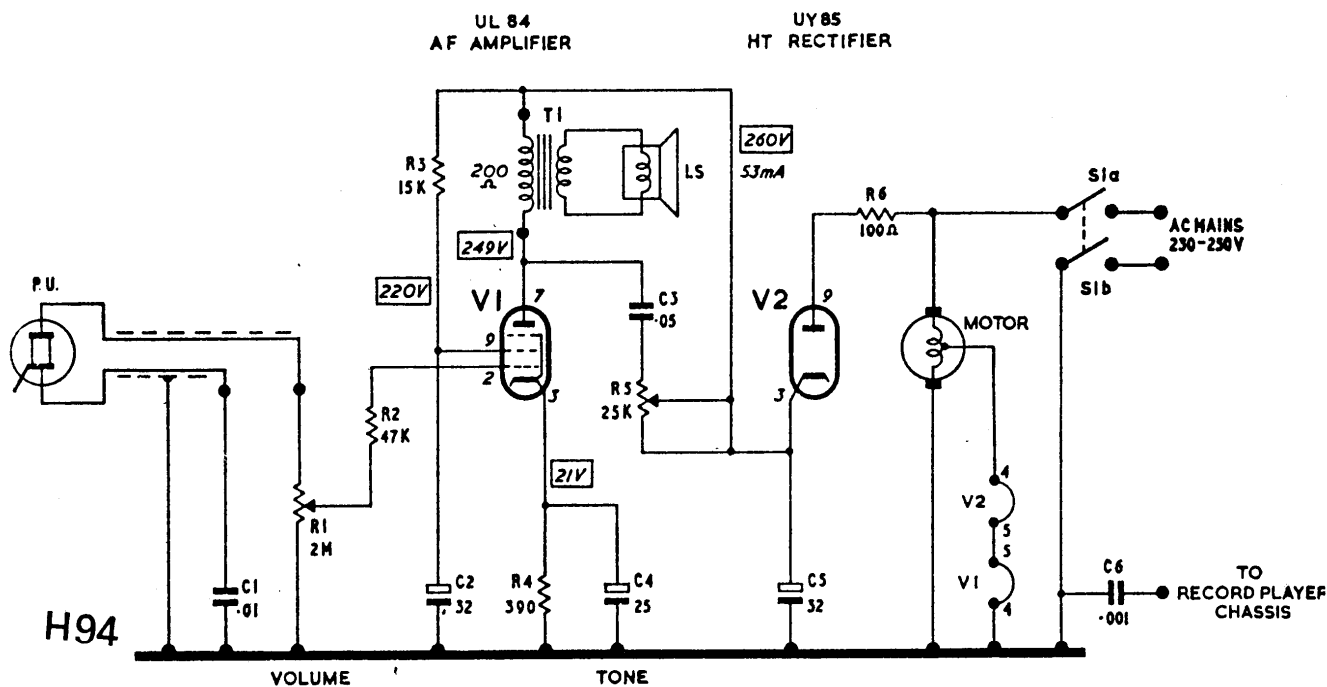 UL 84
AF AMPLIFIER
UY85
HT RECTIFIER
T1
R3
15K
200
Ω
LS
260V
53mA
S1a
R6
100Ω
AC MAINS
230-250V
249V
S1b
P.U.
220V
V1
7
C3
.05
V2
9
MOTOR
9
2
3
R5
25K
3
R2
47K
21V
4
V2
5
R1
2M
5
V1
4
C1
.01
C2
32
R4
390
C4
25
C5
32
C6
.001
TO
RECORD PLAYER
CHASSIS
H94
VOLUME
TONE